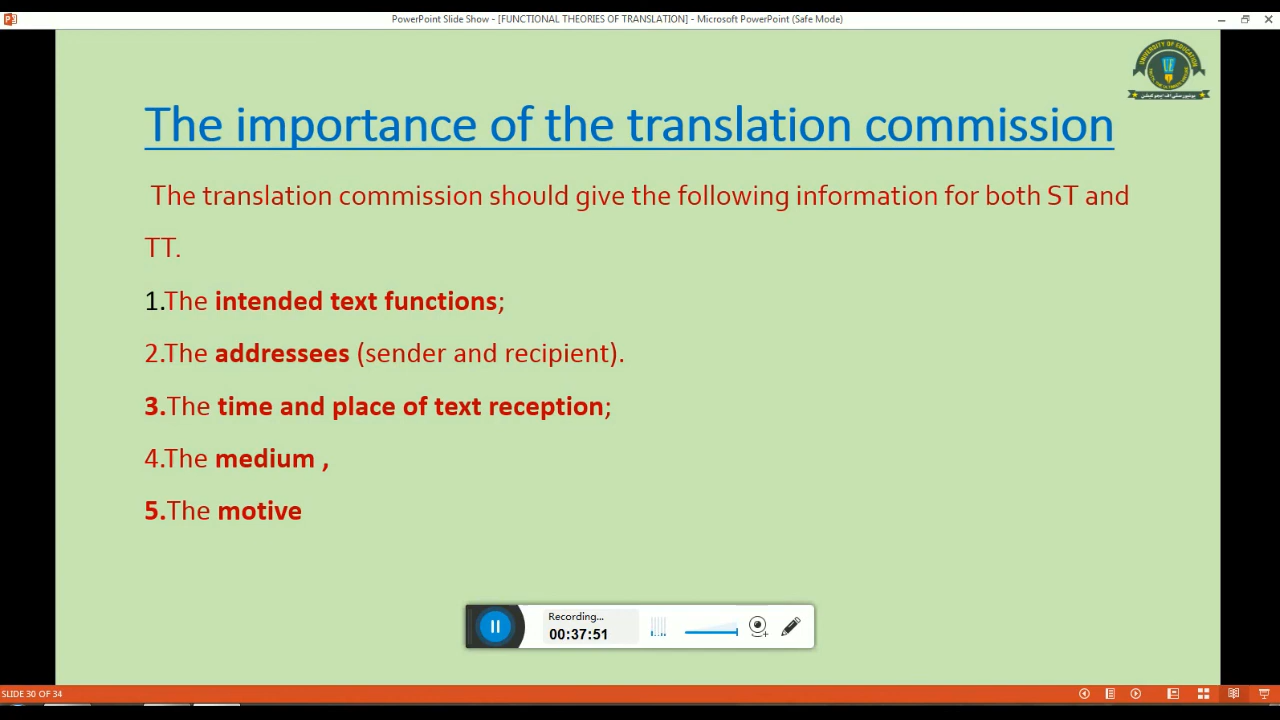 PowerPoint Slide Show - [FUNCTIONAL THEORIES OF TRANSLATION] - Microsoft PowerPoint (Safe Mode)
UNIVERSITY OF EDUCATION
The importance of the translation commission
The translation commission should give the following information for both ST and
TT.
1.The intended text functions;
2.The addressees (sender and recipient).
3.The time and place of text reception;
4.The medium ,
5.The motive
Recording...
00:37:51
SLIDE 30 OF 34